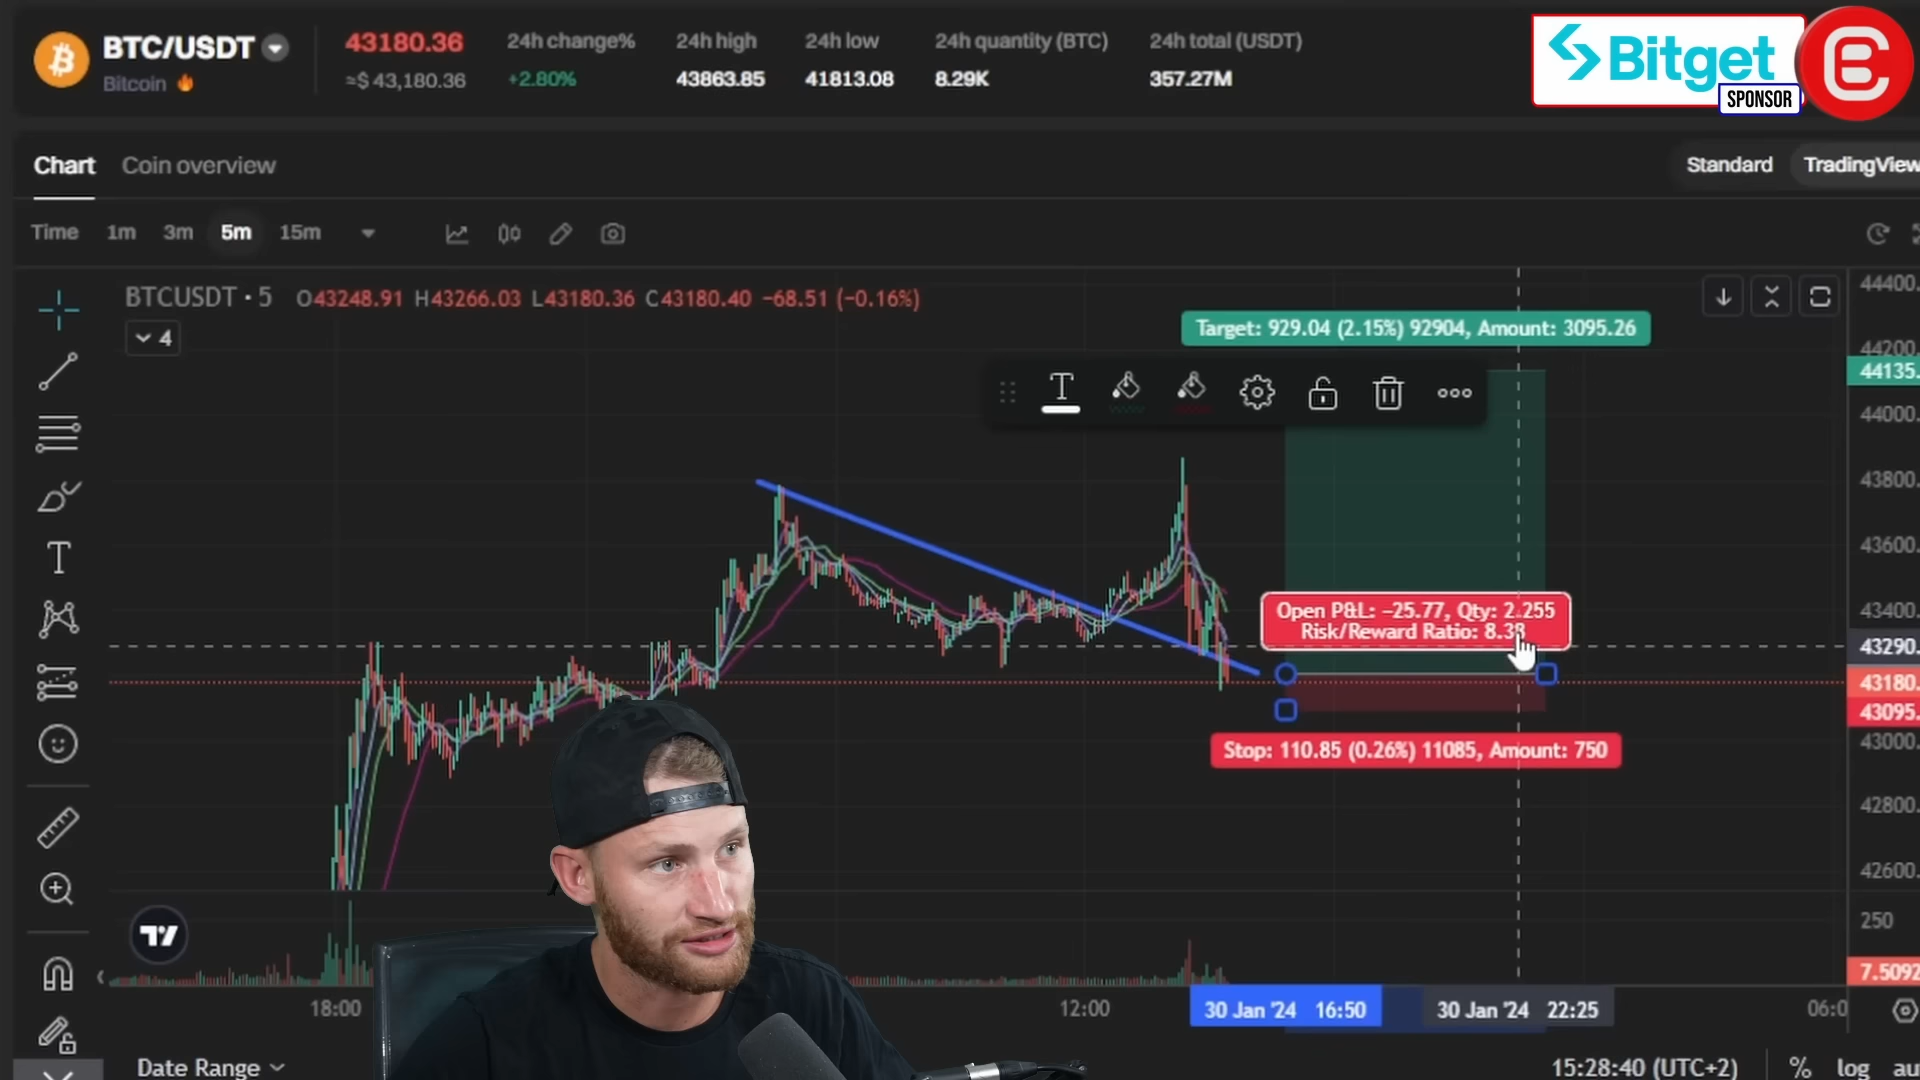 BTC/USDT
Bitcoin
43180.36
≈$ 43,180.36
24h change%
+2.80%
24h high
43863.85
24h low
41813.08
24h quantity (BTC)
8.29K
24h total (USDT)
357.27M
Bitget
SPONSOR
Chart Coin overview
Standard TradingView
Time 1m 3m 5m 15m
BTCUSDT · 5 O43248.91 H43266.03 L43180.36 C43180.40 −68.51 (−0.16%)
4
Target: 929.04 (2.15%) 92904, Amount: 3095.26
T
Open P&L: −25.77, Qty: 2.255
Risk/Reward Ratio: 8.38
Stop: 110.85 (0.26%) 11085, Amount: 750
44400.
44200.
44135.
44000.
43800.
43600.
43400.
43290.
43180.
43095.
43000.
42800.
42600.
250
7.5092
18:00
12:00
30 Jan '24 16:50
30 Jan '24 22:25
06:0
Date Range
15:28:40 (UTC+2) % log au